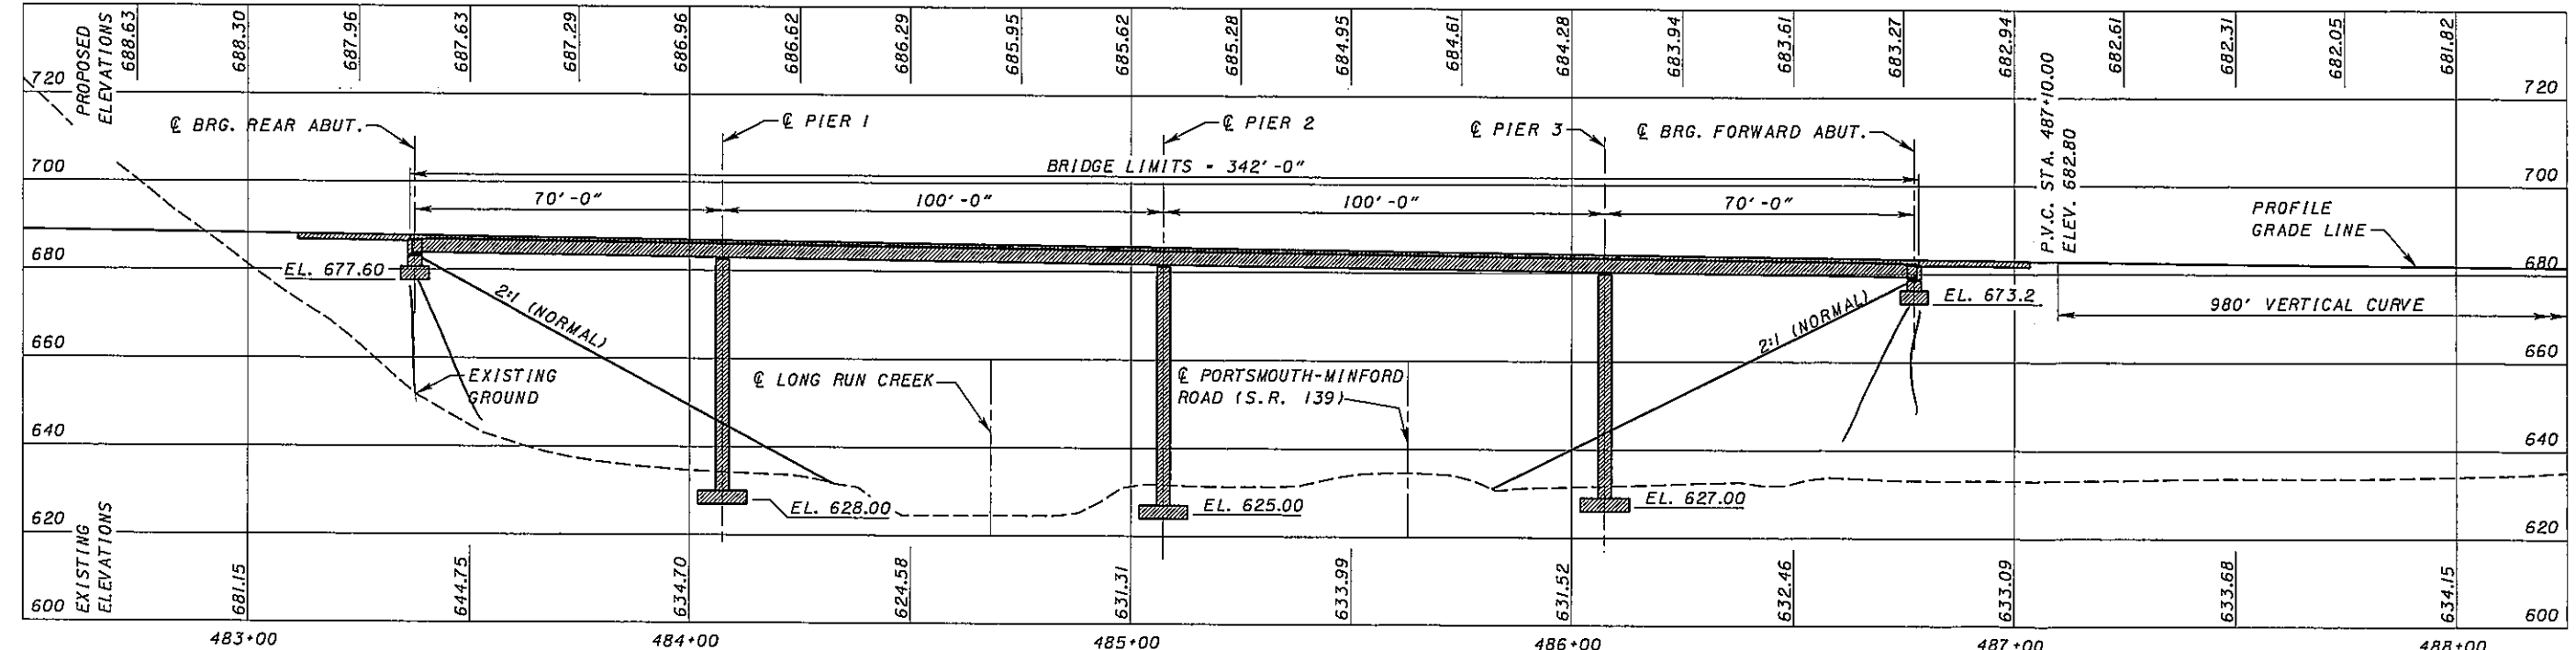 PROPOSED
ELEVATIONS
688.63
688.30
687.96
687.63
687.29
686.96
686.62
686.29
685.95
685.62
685.28
684.95
684.61
684.28
683.94
683.61
683.27
682.94
682.61
682.31
682.05
681.82
720
720
℄ BRG. REAR ABUT.
℄ PIER 1
℄ PIER 2
℄ PIER 3
℄ BRG. FORWARD ABUT.
P.V.C. STA. 487+10.00
ELEV. 682.80
700
BRIDGE LIMITS = 342'-0"
700
70'-0"
100'-0"
100'-0"
70'-0"
PROFILE
GRADE LINE
680
EL. 677.60
680
2:1 (NORMAL)
2:1 (NORMAL)
EL. 673.2
980' VERTICAL CURVE
660
660
EXISTING
GROUND
℄ LONG RUN CREEK
℄ PORTSMOUTH-MINFORD
ROAD (S.R. 139)
640
640
EL. 628.00
EL. 625.00
EL. 627.00
620
620
EXISTING
ELEVATIONS
681.15
644.75
634.70
624.58
631.31
633.99
631.52
632.46
633.09
633.68
634.15
600
600
483+00
484+00
485+00
486+00
487+00
488+00